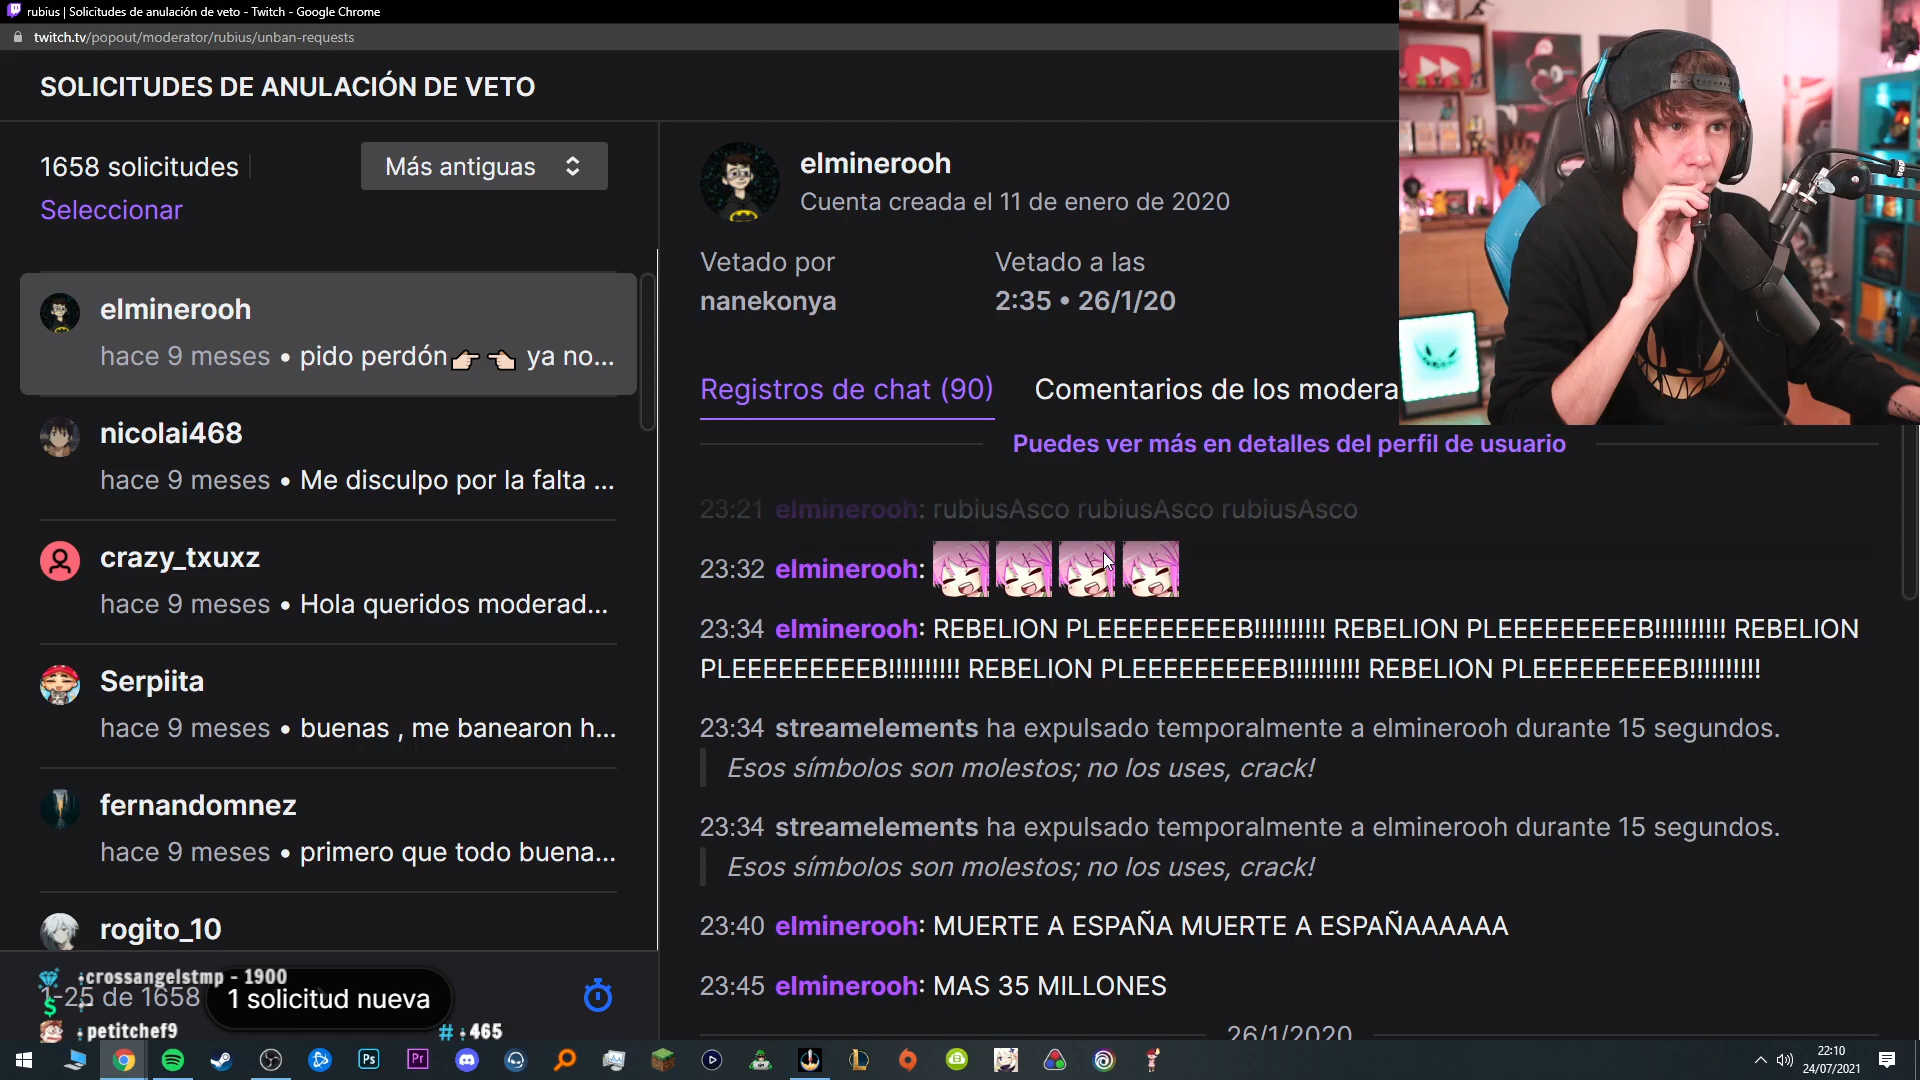 rubius | Solicitudes de anulación de veto - Twitch - Google Chrome
twitch.tv/popout/moderator/rubius/unban-requests
SOLICITUDES DE ANULACIÓN DE VETO
1658 solicitudes
Más antiguas
Seleccionar
elminerooh
hace 9 meses • pido perdón👉🏻 👈🏻 ya no...
nicolai468
hace 9 meses • Me disculpo por la falta ...
crazy_txuxz
hace 9 meses • Hola queridos moderad...
Serpiita
hace 9 meses • buenas , me banearon h...
fernandomnez
hace 9 meses • primero que todo buena...
rogito_10
:crossangelstmp - 1900
1-25 de 1658
1 solicitud nueva
: petitchef9
# : 465
elminerooh
Cuenta creada el 11 de enero de 2020
Vetado por
nanekonya
Vetado a las
2:35 • 26/1/20
Registros de chat (90)
Comentarios de los modera
Puedes ver más en detalles del perfil de usuario
23:21 elminerooh: rubiusAsco rubiusAsco rubiusAsco
23:32 elminerooh:
23:34 elminerooh: REBELION PLEEEEEEEEEB!!!!!!!!!! REBELION PLEEEEEEEEEB!!!!!!!!!! REBELION
PLEEEEEEEEEB!!!!!!!!!! REBELION PLEEEEEEEEEB!!!!!!!!!! REBELION PLEEEEEEEEEB!!!!!!!!!!
23:34 streamelements ha expulsado temporalmente a elminerooh durante 15 segundos.
Esos símbolos son molestos; no los uses, crack!
23:34 streamelements ha expulsado temporalmente a elminerooh durante 15 segundos.
Esos símbolos son molestos; no los uses, crack!
23:40 elminerooh: MUERTE A ESPAÑA MUERTE A ESPAÑAAAAAA
23:45 elminerooh: MAS 35 MILLONES
26/1/2020
Ps
Pr
22:10
24/07/2021